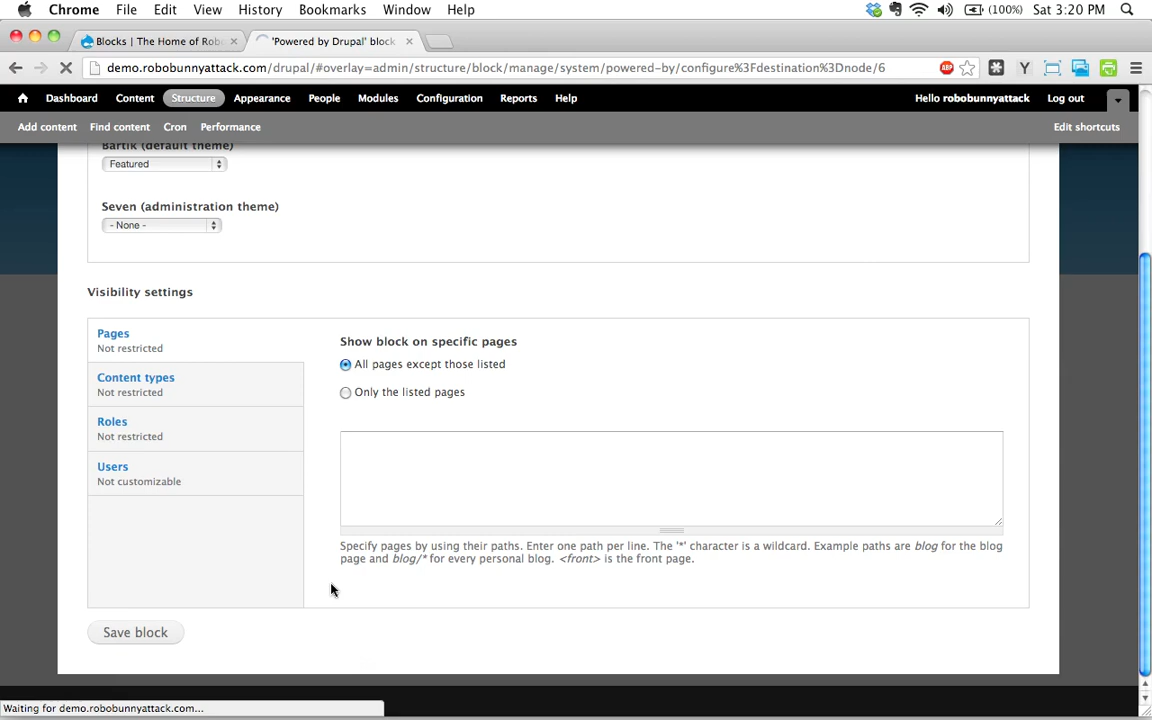 Chrome File Edit View History Bookmarks Window Help (100%) Sat 3:20 PM
Blocks | The Home of Rob 'Powered by Drupal' block
demo.robobunnyattack.com/drupal/#overlay=admin/structure/block/manage/system/powered-by/configure%3Fdestination%3Dnode/6 ABP Y
Dashboard Content Structure Appearance People Modules Configuration Reports Help Hello robobunnyattack Log out
Add content Find content Cron Performance Edit shortcuts
Bartik (default theme)
Featured
Seven (administration theme)
- None -
Visibility settings
Pages
Not restricted
Content types
Not restricted
Roles
Not restricted
Users
Not customizable
Show block on specific pages
All pages except those listed
Only the listed pages
Specify pages by using their paths. Enter one path per line. The '*' character is a wildcard. Example paths are blog for the blog
page and blog/* for every personal blog. <front> is the front page.
Save block
Waiting for demo.robobunnyattack.com...